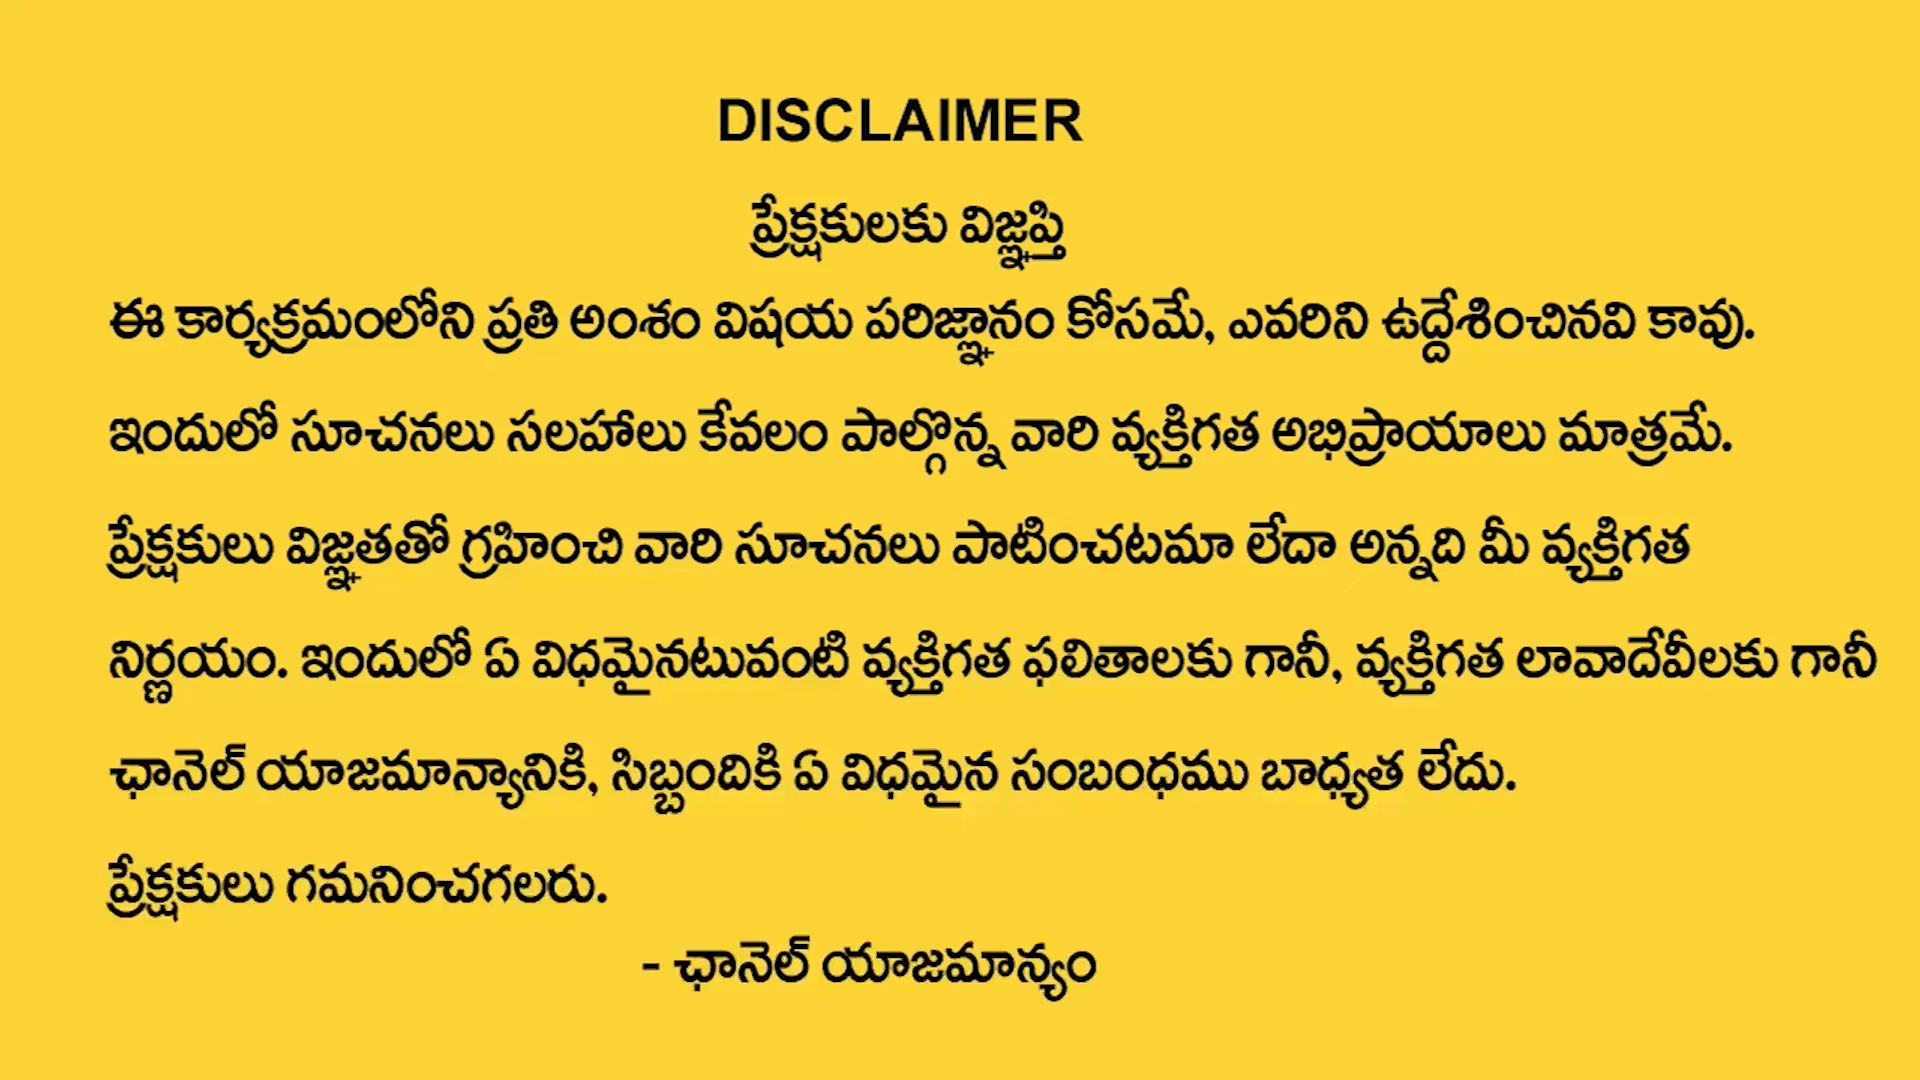 DISCLAIMER
ప్రేక్షకులకు విజ్ఞప్తి
ఈ కార్యక్రమంలోని ప్రతి అంశం విషయ పరిజ్ఞానం కోసమే, ఎవరిని ఉద్దేశించినవి కావు.
ఇందులో సూచనలు సలహాలు కేవలం పాల్గొన్న వారి వ్యక్తిగత అభిప్రాయాలు మాత్రమే.
ప్రేక్షకులు విజ్ఞతతో గ్రహించి వారి సూచనలు పాటించటమా లేదా అన్నది మీ వ్యక్తిగత
నిర్ణయం. ఇందులో ఏ విధమైనటువంటి వ్యక్తిగత ఫలితాలకు గానీ, వ్యక్తిగత లావాదేవీలకు గానీ
ఛానెల్ యాజమాన్యానికి, సిబ్బందికి ఏ విధమైన సంబంధము బాధ్యత లేదు.
ప్రేక్షకులు గమనించగలరు.
- ఛానెల్ యాజమాన్యం